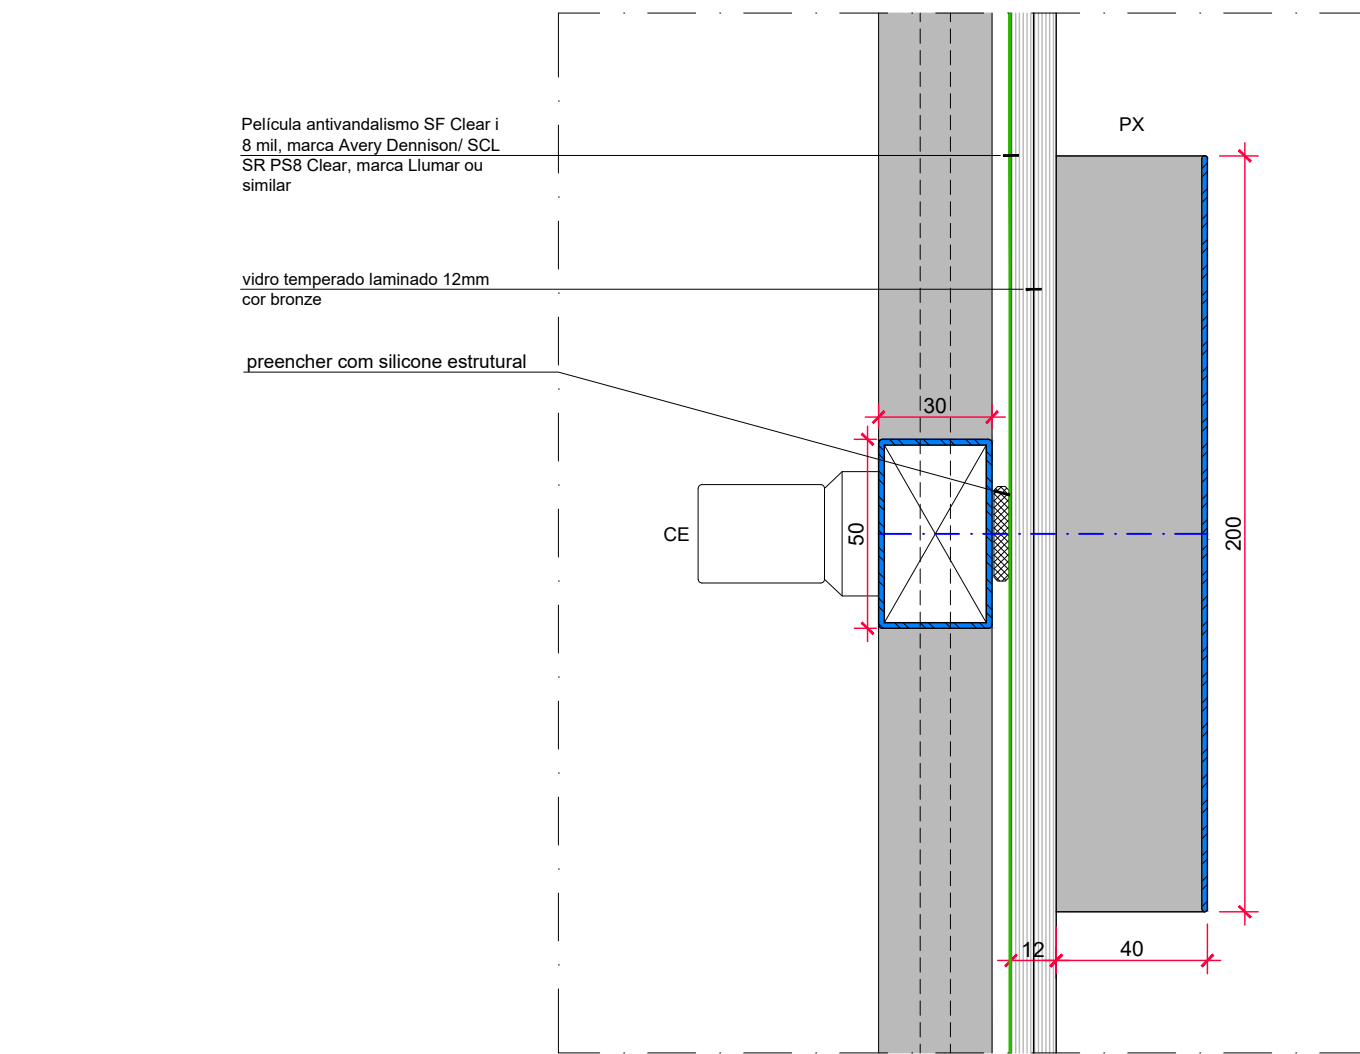 Película antivandalismo SF Clear i
8 mil, marca Avery Dennison/ SCL
SR PS8 Clear, marca Llumar ou
similar
PX
vidro temperado laminado 12mm
cor bronze
preencher com silicone estrutural
30
CE
50
200
12
40